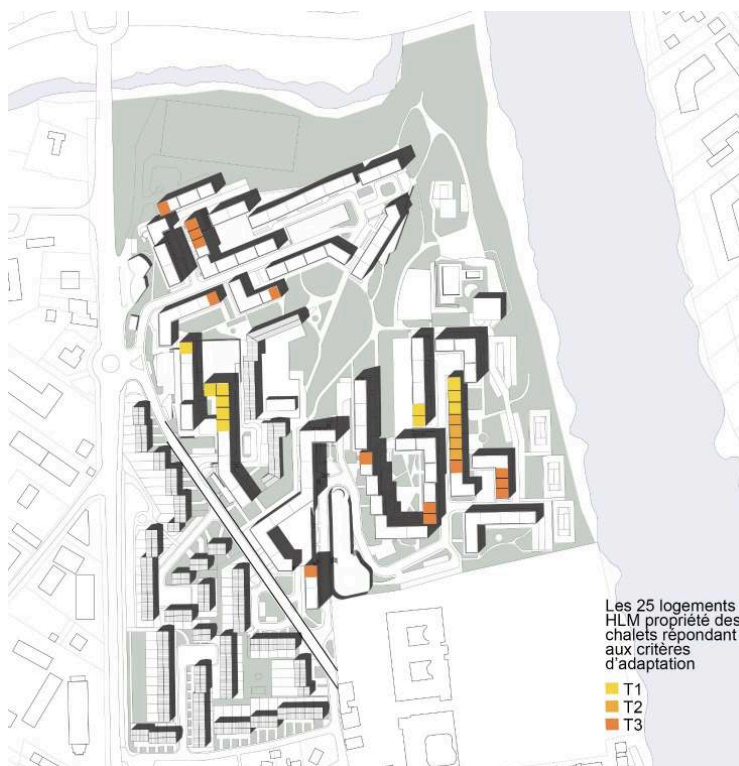 Les 25 logements
HLM propriété des
chalets répondant
aux critères
d'adaptation
T1
T2
T3